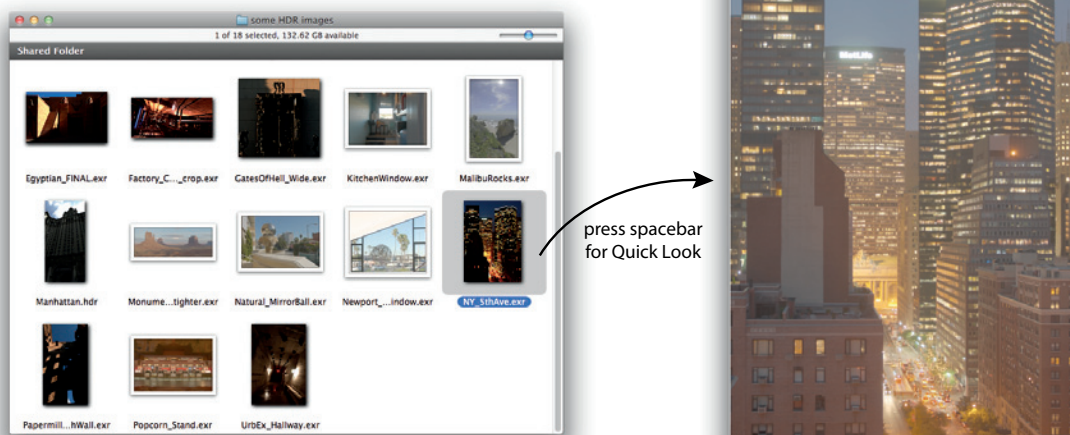 some HDR images
1 of 18 selected, 132.62 GB available
Shared Folder
Egyptian_FINAL.exr
Factory_C..._crop.exr
GatesOfHell_Wide.exr
KitchenWindow.exr
MalibuRocks.exr
Manhattan.hdr
Monume...tighter.exr
Natural_MirrorBall.exr
Newport_...indow.exr
NY_5thAve.exr
Papermill...hWall.exr
Popcorn_Stand.exr
UrbEx_Hallway.exr
press spacebar
for Quick Look
MetLife